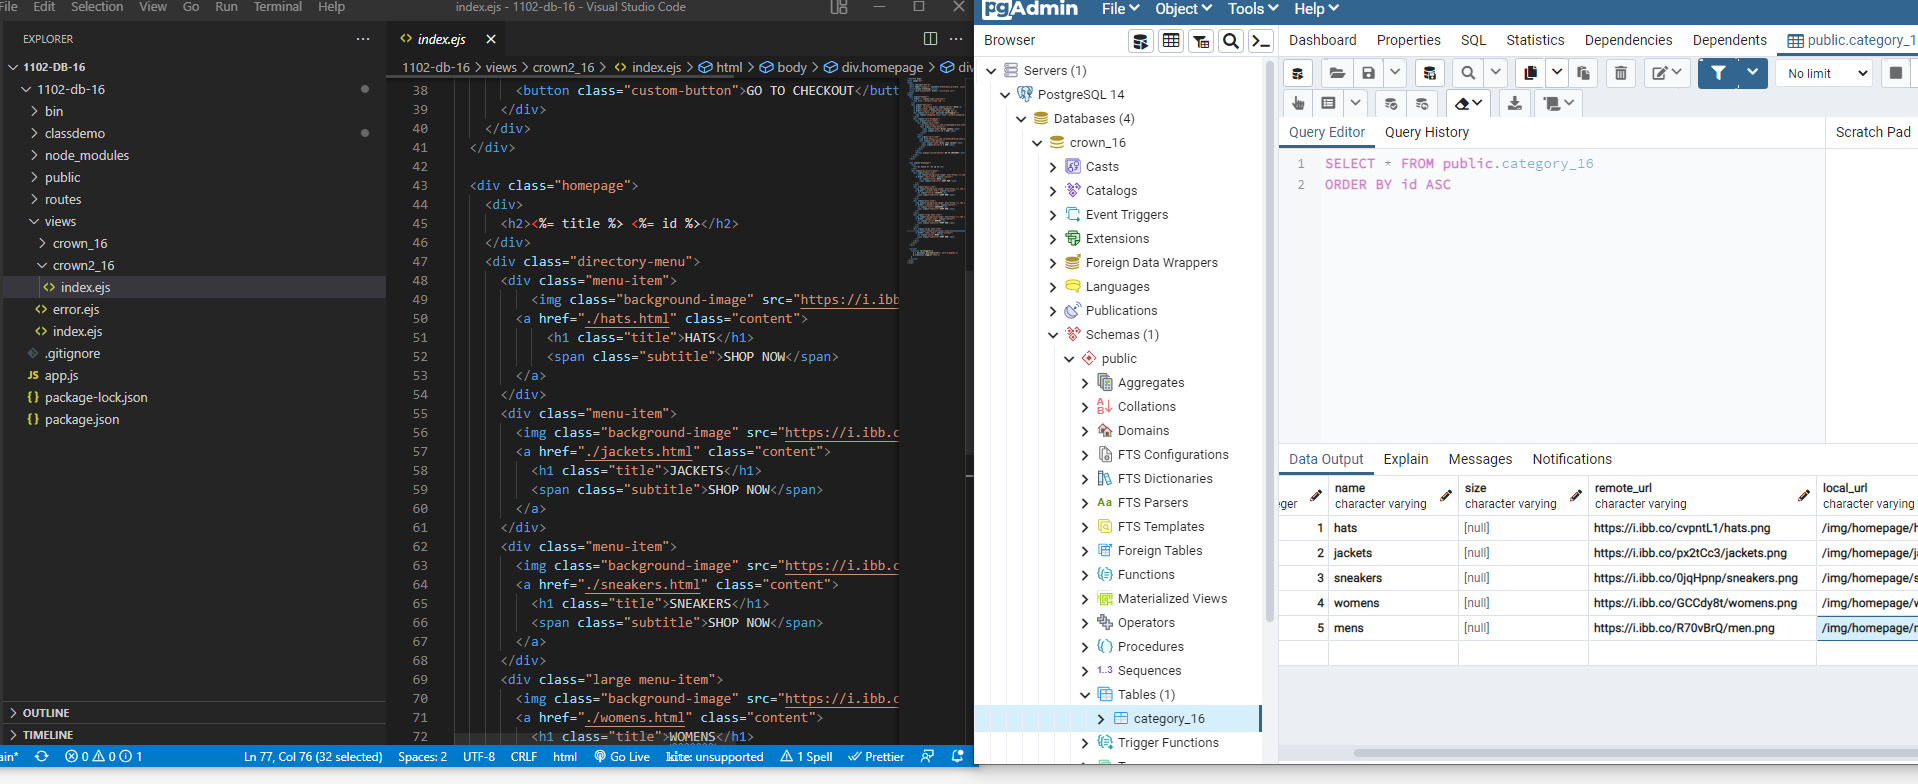 File Edit Selection View Go Run Terminal Help index.ejs - 1102-db-16 - Visual Studio Code
EXPLORER
1102-DB-16
1102-db-16
bin
classdemo
node_modules
public
routes
views
crown_16
crown2_16
index.ejs
error.ejs
index.ejs
.gitignore
JS app.js
{} package-lock.json
{} package.json
OUTLINE
TIMELINE
index.ejs
1102-db-16 > views > crown2_16 > index.ejs > html > body > div.homepage > div
38 <button class="custom-button">GO TO CHECKOUT</butt
39 </div>
40 </div>
41 </div>
42
43 <div class="homepage">
44 <div>
45 <h2><%= title %> <%= id %></h2>
46 </div>
47 <div class="directory-menu">
48 <div class="menu-item">
49 <img class="background-image" src="https://i.ibb
50 <a href="./hats.html" class="content">
51 <h1 class="title">HATS</h1>
52 <span class="subtitle">SHOP NOW</span>
53 </a>
54 </div>
55 <div class="menu-item">
56 <img class="background-image" src="https://i.ibb.c
57 <a href="./jackets.html" class="content">
58 <h1 class="title">JACKETS</h1>
59 <span class="subtitle">SHOP NOW</span>
60 </a>
61 </div>
62 <div class="menu-item">
63 <img class="background-image" src="https://i.ibb.c
64 <a href="./sneakers.html" class="content">
65 <h1 class="title">SNEAKERS</h1>
66 <span class="subtitle">SHOP NOW</span>
67 </a>
68 </div>
69 <div class="large menu-item">
70 <img class="background-image" src="https://i.ibb.c
71 <a href="./womens.html" class="content">
72 <h1 class="title">WOMENS</h1>
ain* 0 0 1 Ln 77, Col 76 (32 selected) Spaces: 2 UTF-8 CRLF html Go Live kite: unsupported 1 Spell Prettier
pgAdmin File Object Tools Help
Browser
Servers (1)
PostgreSQL 14
Databases (4)
crown_16
Casts
Catalogs
Event Triggers
Extensions
Foreign Data Wrappers
Languages
Publications
Schemas (1)
public
Aggregates
Collations
Domains
FTS Configurations
FTS Dictionaries
Aa FTS Parsers
FTS Templates
Foreign Tables
Functions
Materialized Views
Operators
Procedures
1..3 Sequences
Tables (1)
category_16
Trigger Functions
Dashboard Properties SQL Statistics Dependencies Dependents public.category_1
No limit
Query Editor Query History Scratch Pad
1 SELECT * FROM public.category_16
2 ORDER BY id ASC
Data Output Explain Messages Notifications
name size remote_url local_url
ger character varying character varying character varying character varying
1 hats [null] https://i.ibb.co/cvpntL1/hats.png /img/homepage/h
2 jackets [null] https://i.ibb.co/px2tCc3/jackets.png /img/homepage/ja
3 sneakers [null] https://i.ibb.co/0jqHpnp/sneakers.png /img/homepage/s
4 womens [null] https://i.ibb.co/GCCdy8t/womens.png /img/homepage/w
5 mens [null] https://i.ibb.co/R70vBrQ/men.png /img/homepage/r